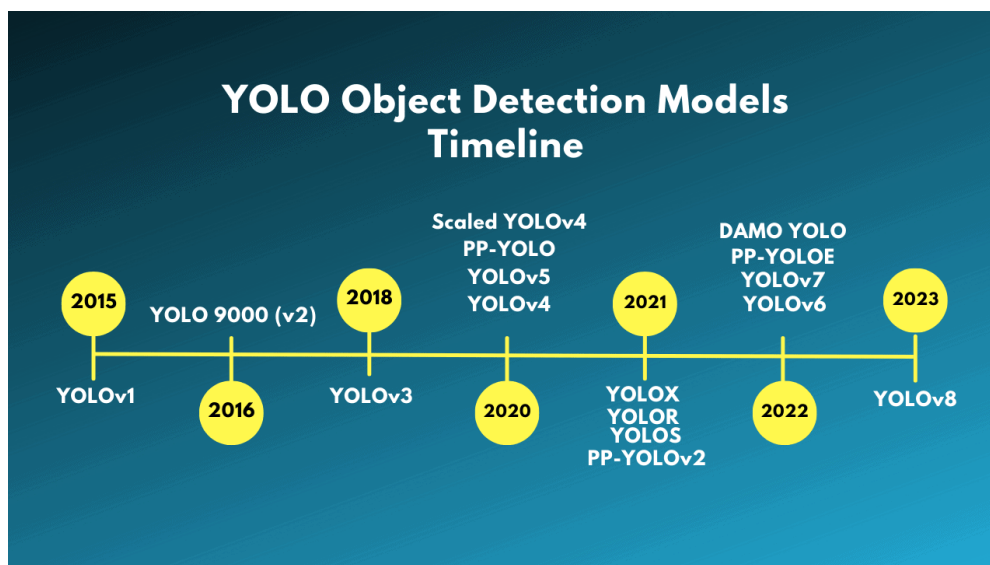 YOLO Object Detection Models
Timeline
2015
YOLOv1
YOLO 9000 (v2)
2016
2018
YOLOv3
Scaled YOLOv4
PP-YOLO
YOLOv5
YOLOv4
2020
2021
YOLOX
YOLOR
YOLOS
PP-YOLOv2
DAMO YOLO
PP-YOLOE
YOLOv7
YOLOv6
2022
2023
YOLOv8